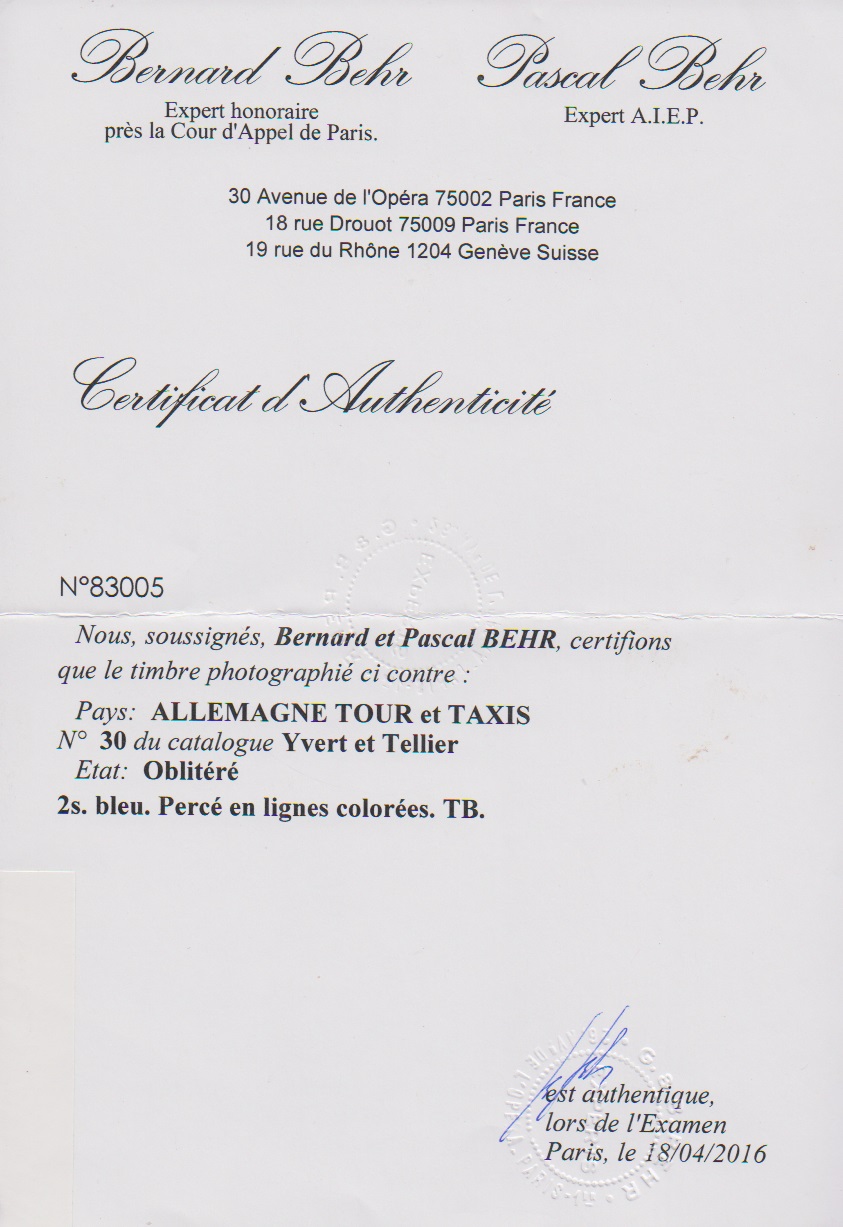 Bernard Behr
Expert honoraire
près la Cour d'Appel de Paris.
Pascal Behr
Expert A.I.E.P.
30 Avenue de l'Opéra 75002 Paris France
18 rue Drouot 75009 Paris France
19 rue du Rhône 1204 Genève Suisse
Certificat d'Authenticité
N°83005
Nous, soussignés, Bernard et Pascal BEHR, certifions
que le timbre photographié ci contre :
Pays: ALLEMAGNE TOUR et TAXIS
N° 30 du catalogue Yvert et Tellier
Etat: Oblitéré
2s. bleu. Percé en lignes colorées. TB.
est authentique,
lors de l'Examen
Paris, le 18/04/2016